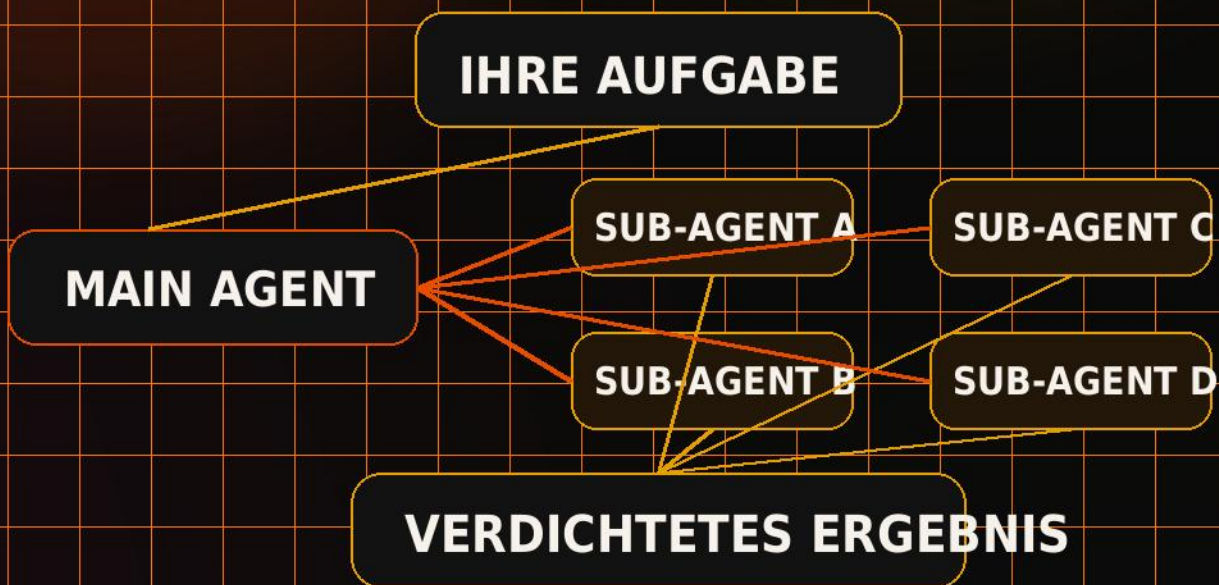 IHRE AUFGABE
SUB-AGENT A
SUB-AGENT C
MAIN AGENT
SUB-AGENT B
SUB-AGENT D
VERDICHTETES ERGEBNIS